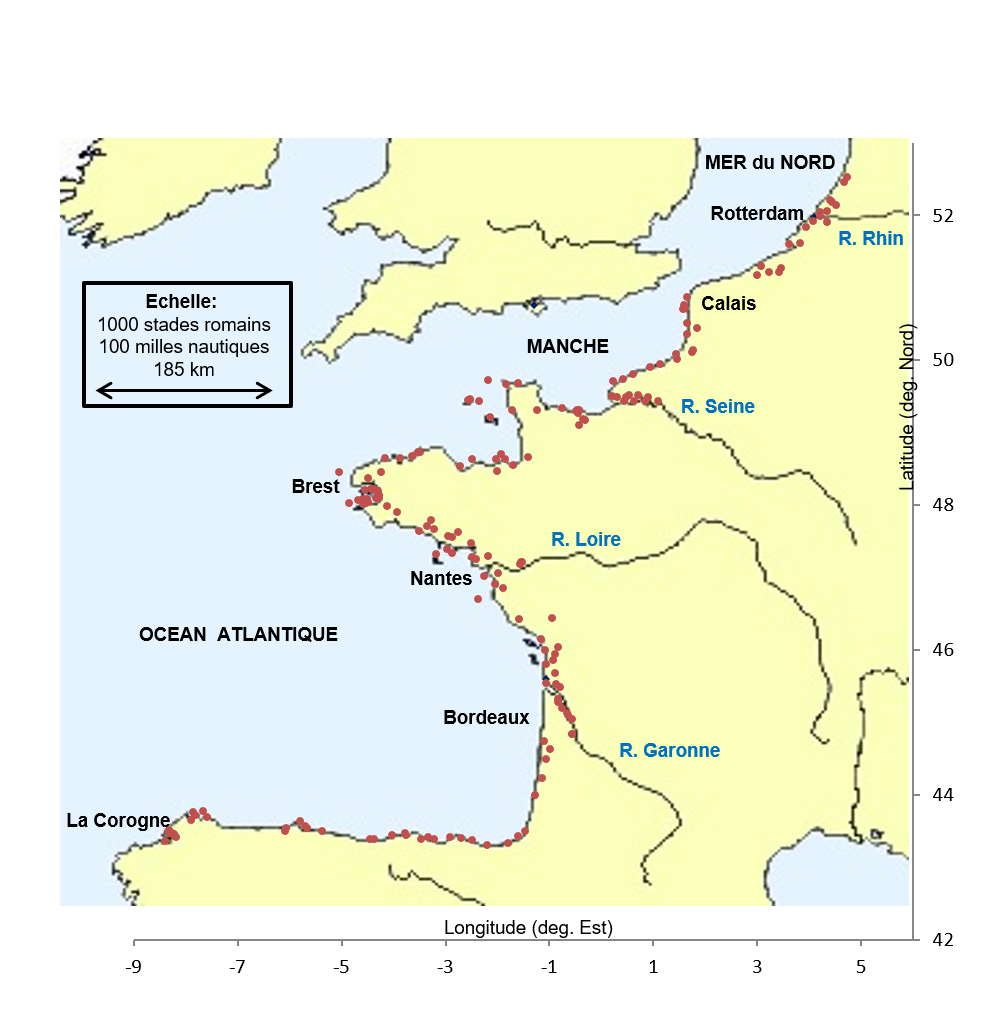 MER du NORD
Rotterdam
52
R. Rhin
Echelle:
1000 stades romains
100 milles nautiques
185 km
Calais
MANCHE
50
R. Seine
Latitude (deg. Nord)
Brest
48
R. Loire
Nantes
OCEAN ATLANTIQUE
46
Bordeaux
R. Garonne
44
La Corogne
Longitude (deg. Est)
42
-9 -7 -5 -3 -1 1 3 5